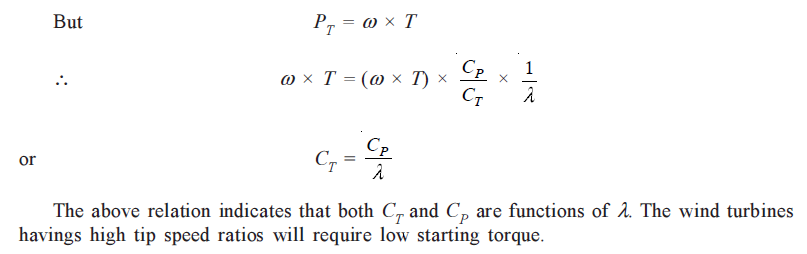 But P_T = ω × T
∴ ω × T = (ω × T) × C_P/C_T × 1/λ
or C_T = C_P/λ
The above relation indicates that both C_T and C_P are functions of λ. The wind turbines
havings high tip speed ratios will require low starting torque.